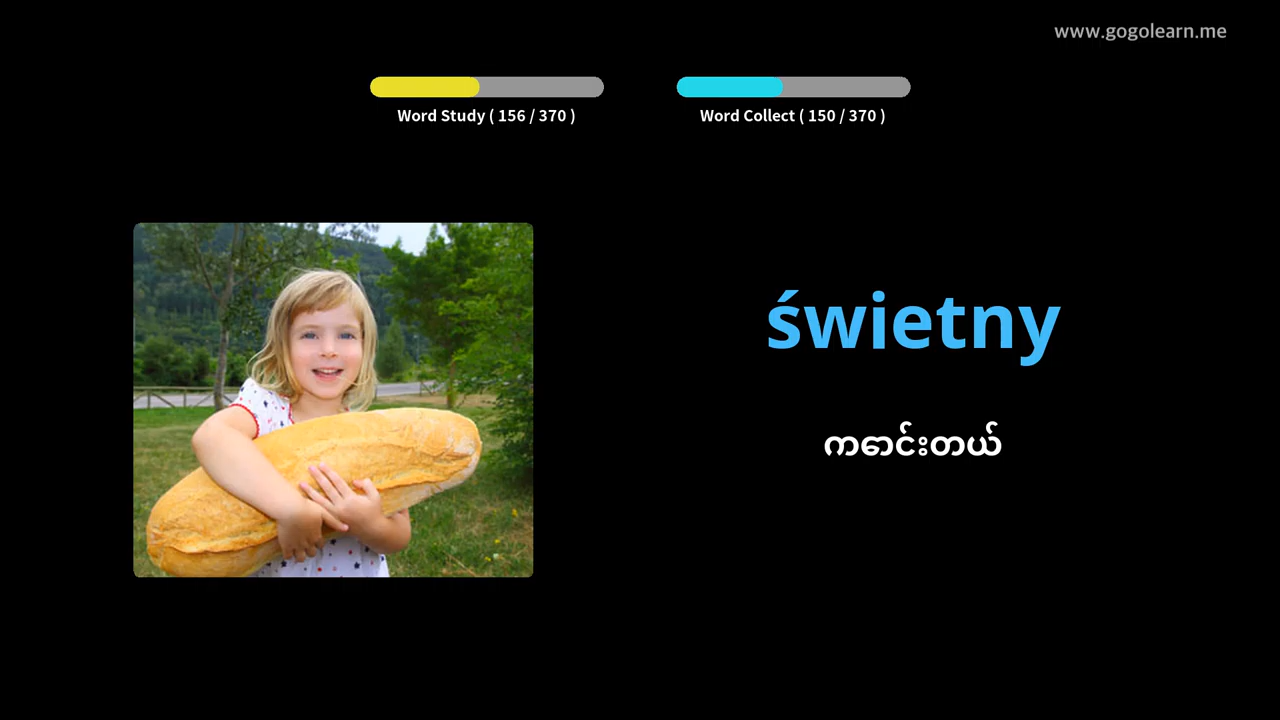 www.gogolearn.me
Word Study ( 156 / 370 )
Word Collect ( 150 / 370 )
świetny
ကောင်းတယ်